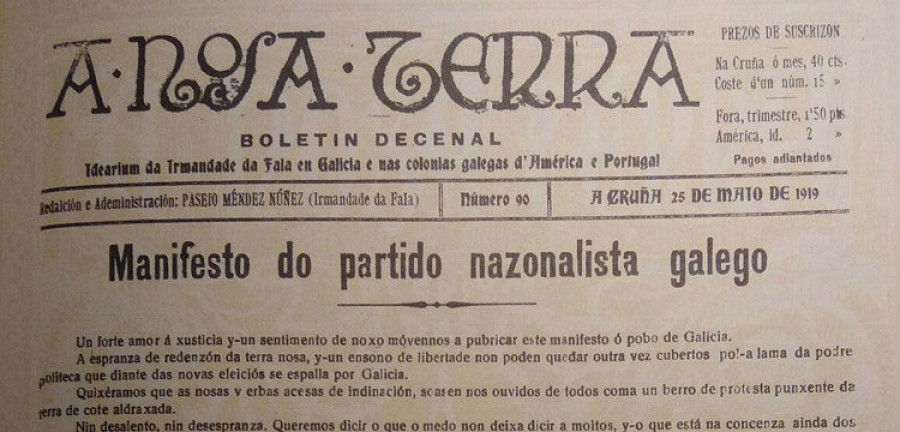 A·NOSA·TERRA
BOLETIN DECENAL
Idearium da Irmandade da Fala en Galicia e nas colonias galegas d'América e Portugal
PREZOS DE SUSCRIZÓN
Na Cruña ó mes, 40 cts.
Coste d'un núm. 15 »
Fora, trimestre, 1'50 pts
América, id. 2 »
Pagos adiantados
Redaición e Adeministración: PASEIO MÉNDEZ NÚÑEZ (Irmandade da Fala)
Número 90
A CRUÑA 25 DE MAIO DE 1919
Manifesto do partido nazonalista galego
Un forte amor á xusticia y-un sentimento de noxo móvennos a pubricar este manifesto ó pobo de Galicia.
A espranza de redenzón da terra nosa, y-un ensono de libertade non poden quedar outra vez cubertos pol-a lama da podre
politeca que diante das novas eleiciós se espalla por Galicia.
Quixéramos que as nosas v erbas acesas de indinación, scasen nos ouvidos de todos coma un berro de protesta punxente da
terra de cote aldraxada.
Nin desalento, nin desespranza. Queremos dicir o que o medo non deixa dicir a moitos, y-o que está na concenza ainda dos